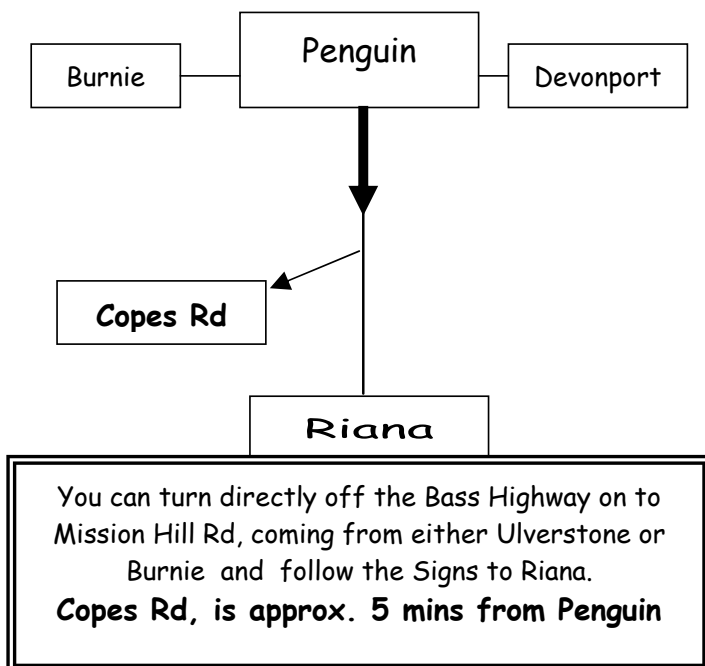 Penguin
Burnie
Devonport
Copes Rd
Riana
You can turn directly off the Bass Highway on to
Mission Hill Rd, coming from either Ulverstone or
Burnie and follow the Signs to Riana.
Copes Rd, is approx. 5 mins from Penguin